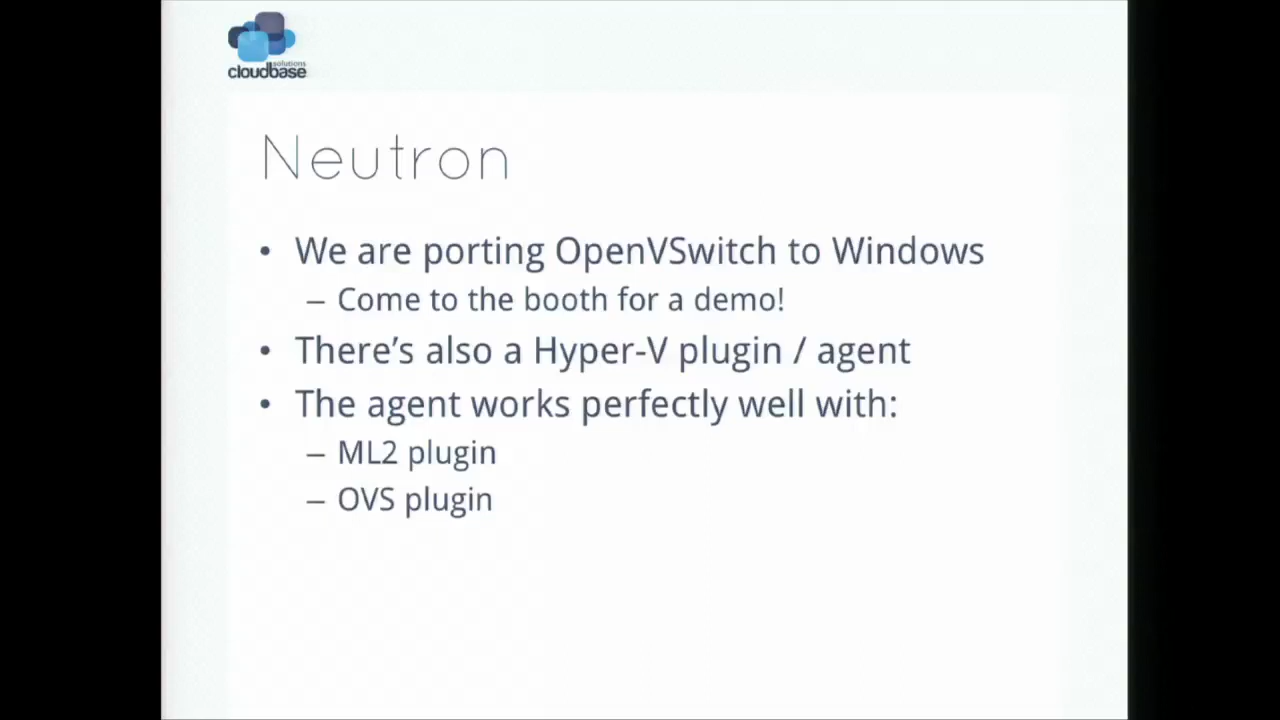 solutions
cloudbase
Neutron
• We are porting OpenVSwitch to Windows
– Come to the booth for a demo!
• There’s also a Hyper-V plugin / agent
• The agent works perfectly well with:
– ML2 plugin
– OVS plugin